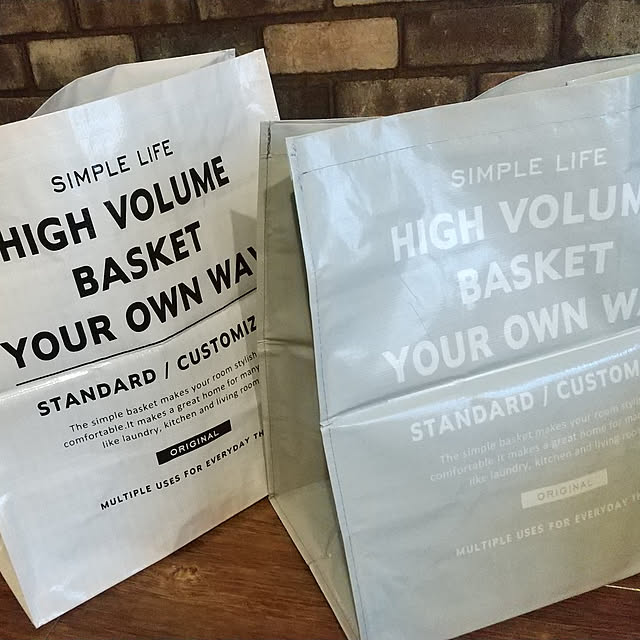 SIMPLE LIFE
HIGH VOLUME
BASKET
YOUR OWN WAY
STANDARD / CUSTOMIZ
The simple basket makes your room stylish
comfortable.It makes a great home for many
like laundry, kitchen and living room
ORIGINAL
MULTIPLE USES FOR EVERYDAY TH
SIMPLE LIFE
HIGH VOLUM
BASKET
YOUR OWN WA
STANDARD / CUSTOM
The simple basket makes your room
comfortable.It makes a great home for
like laundry, kitchen and living
ORIGINAL
MULTIPLE USES FOR EVERYDAY